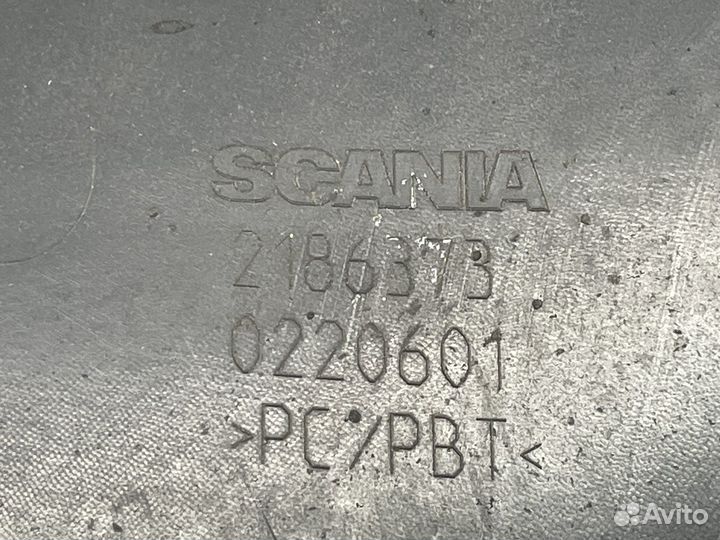 SCANIA
2186373
0220601
>PC/PBT<
Avito